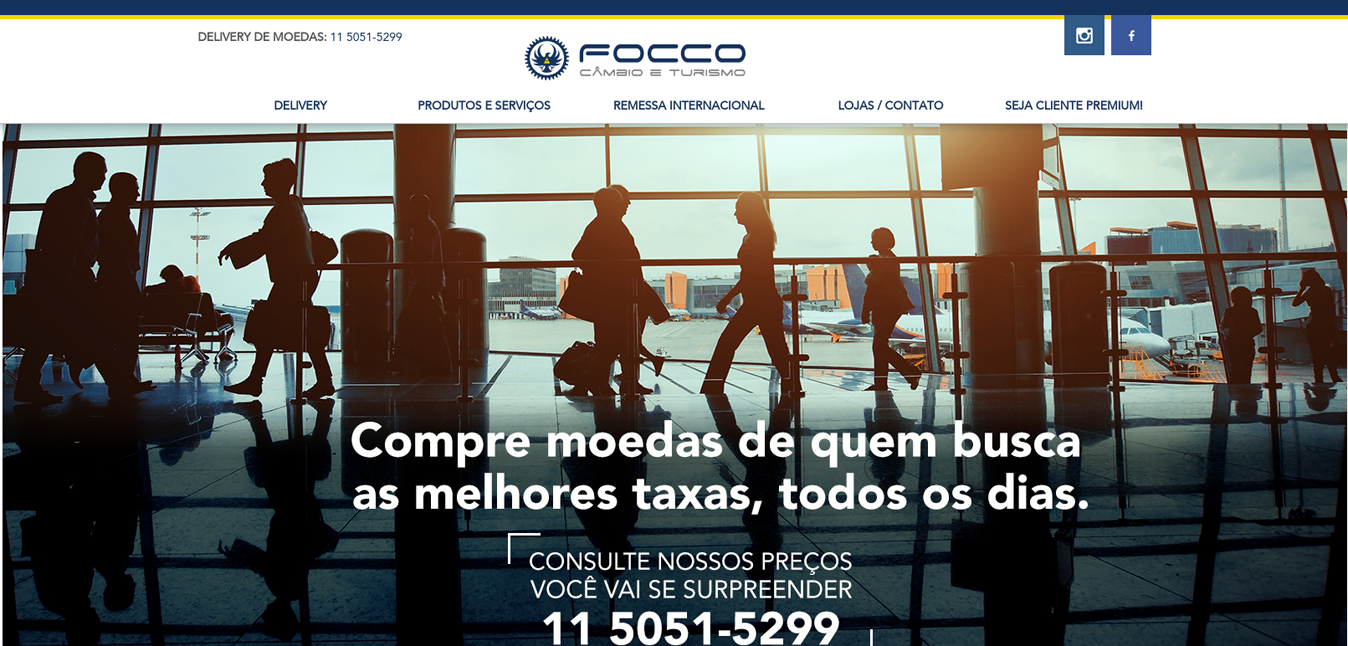 DELIVERY DE MOEDAS: 11 5051-5299
FOCCO
CÂMBIO E TURISMO
DELIVERY PRODUTOS E SERVIÇOS REMESSA INTERNACIONAL LOJAS / CONTATO SEJA CLIENTE PREMIUM!
Compre moedas de quem busca
as melhores taxas, todos os dias.
CONSULTE NOSSOS PREÇOS
VOCÊ VAI SE SURPREENDER
11 5051-5299